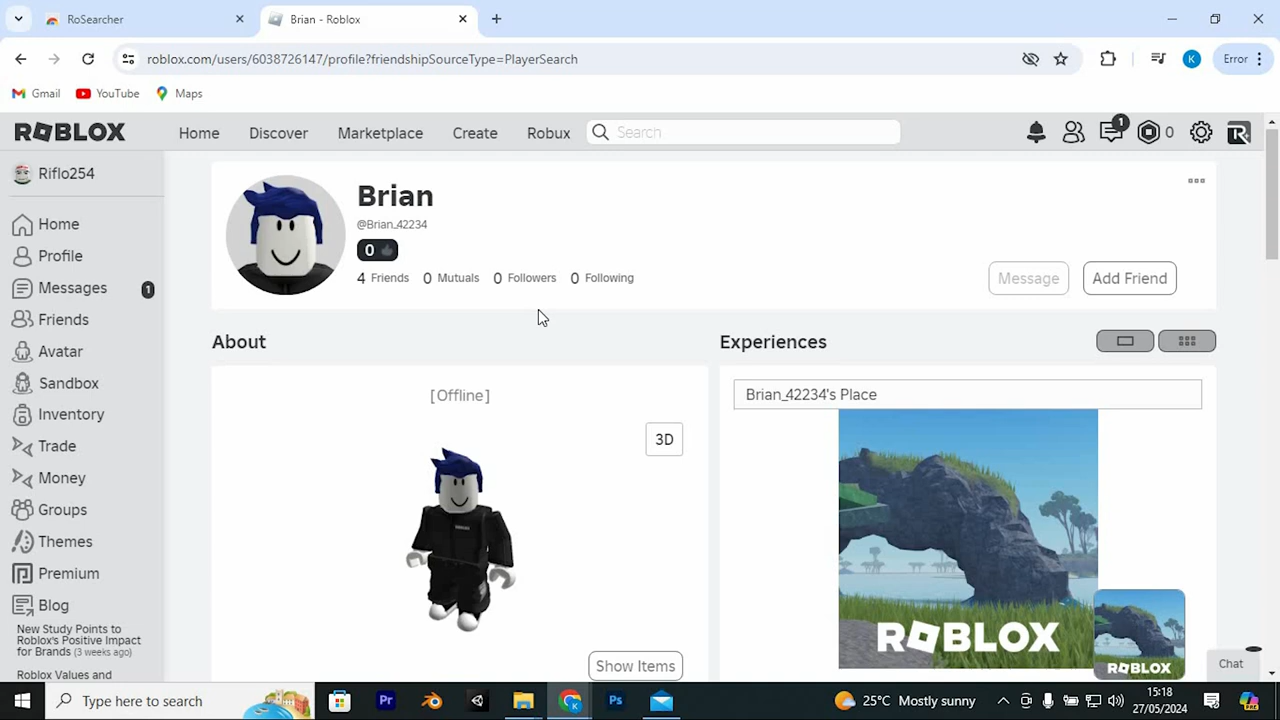 RoSearcher
Brian - Roblox
roblox.com/users/6038726147/profile?friendshipSourceType=PlayerSearch
K
Error
Gmail
YouTube
Maps
ROBLOX
Home
Discover
Marketplace
Create
Robux
Search
1
0
Riflo254
Home
Profile
Messages
1
Friends
Avatar
Sandbox
Inventory
Trade
Money
Groups
Themes
Premium
Blog
New Study Points to
Roblox's Positive Impact
for Brands (3 weeks ago)
Roblox Values and
Brian
@Brian_42234
0
4 Friends
0 Mutuals
0 Followers
0 Following
Message
Add Friend
About
[Offline]
3D
Show Items
Experiences
Brian_42234's Place
ROBLOX
ROBLOX
Chat
Type here to search
Pr
K
Ps
25°C Mostly sunny
15:18
27/05/2024